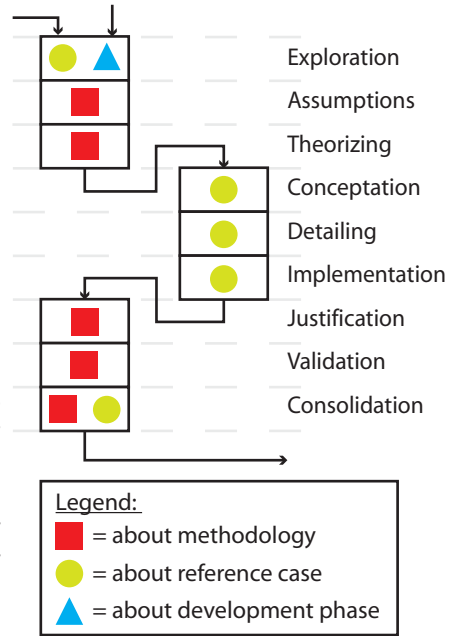 Exploration
Assumptions
Theorizing
Conceptation
Detailing
Implementation
Justification
Validation
Consolidation
Legend:
= about methodology
= about reference case
= about development phase